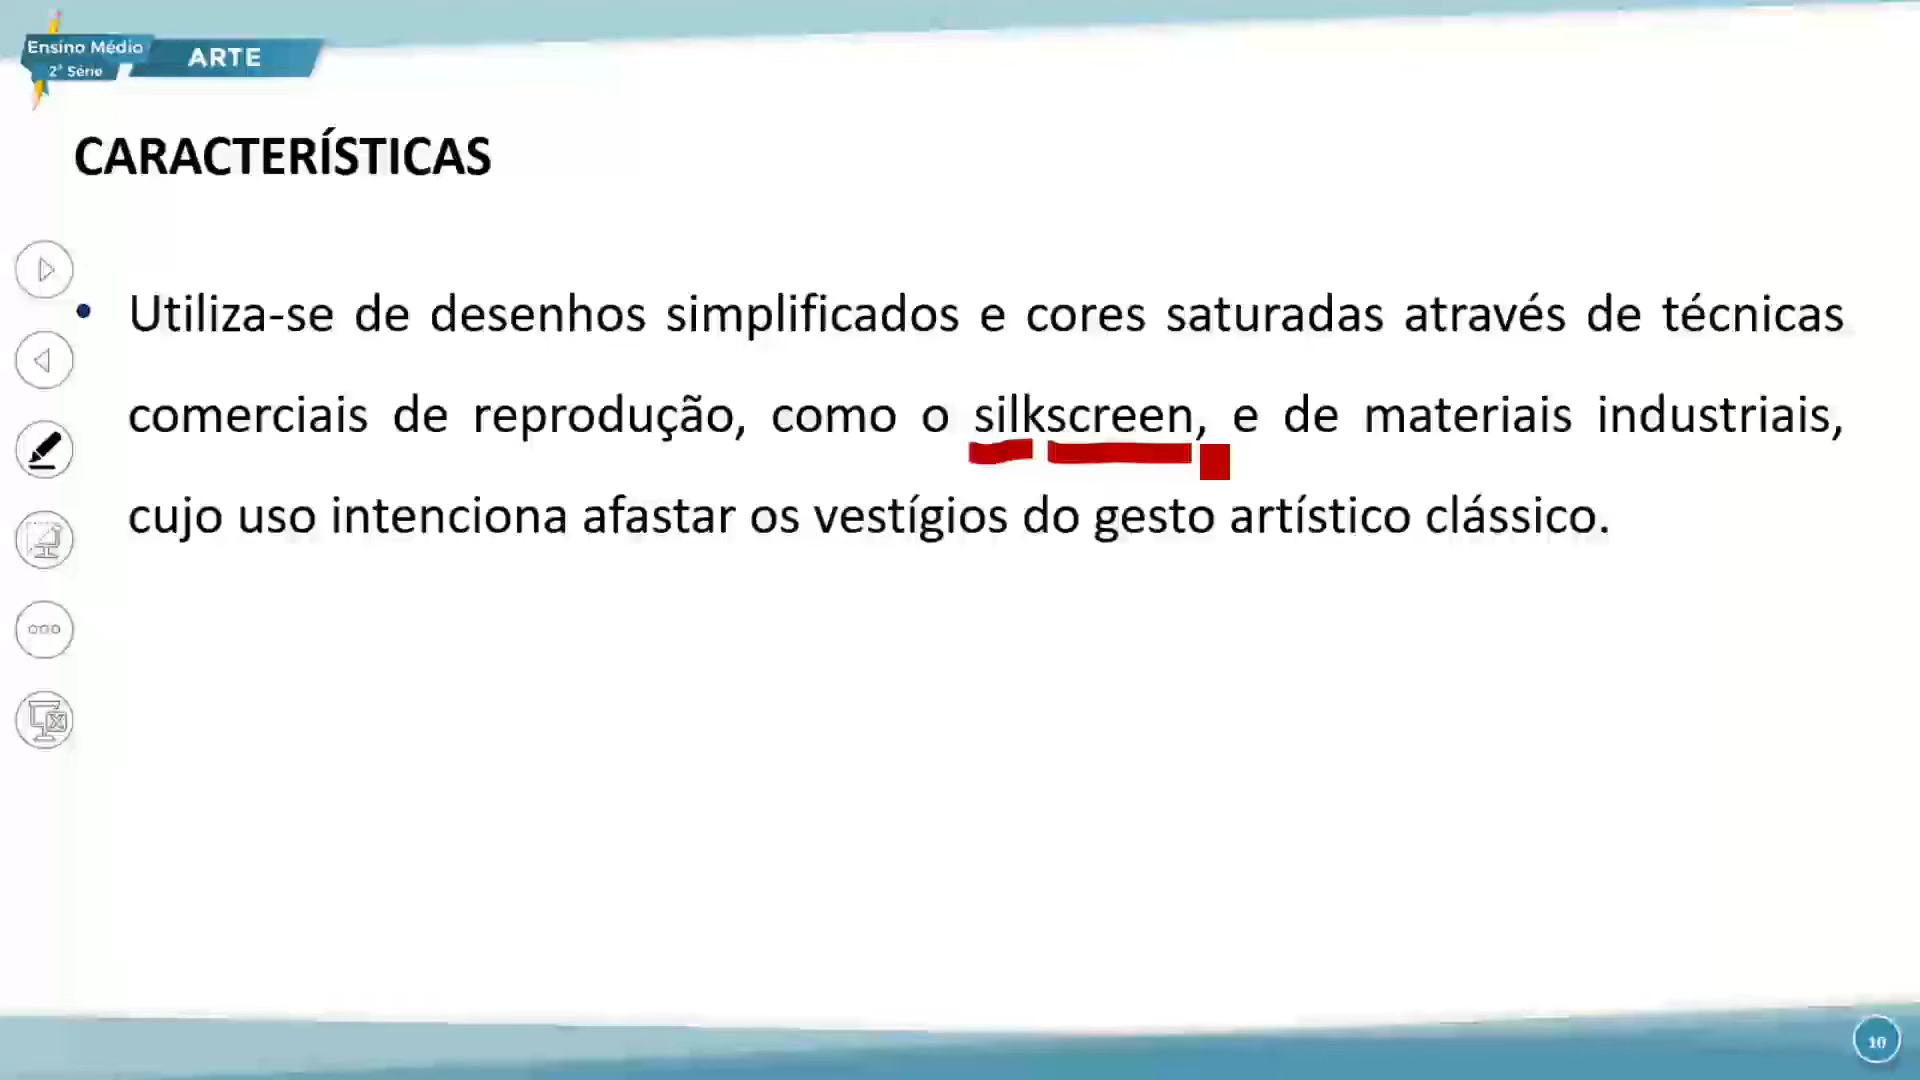 Ensino Médio
2ª Série
ARTE
CARACTERÍSTICAS
• Utiliza-se de desenhos simplificados e cores saturadas através de técnicas
comerciais de reprodução, como o silkscreen, e de materiais industriais,
cujo uso intenciona afastar os vestígios do gesto artístico clássico.
10